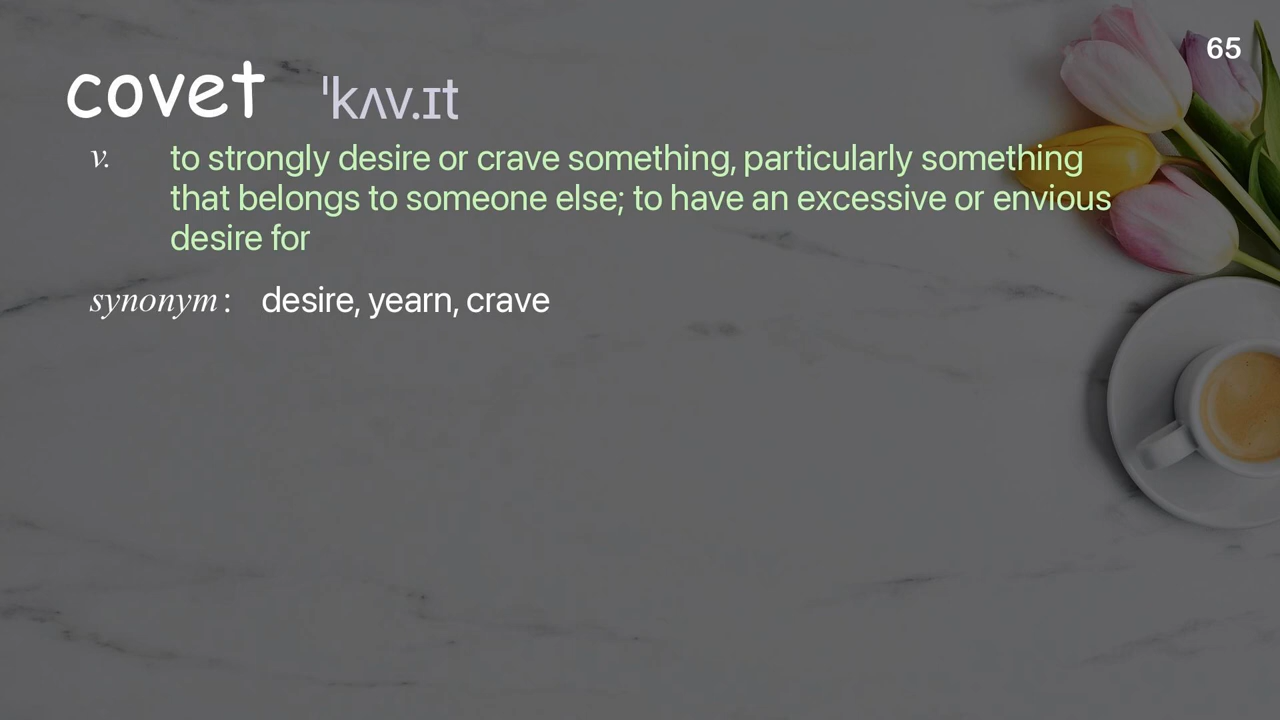 65
covet ˈkʌv.ɪt
v. to strongly desire or crave something, particularly something
that belongs to someone else; to have an excessive or envious
desire for
synonym : desire, yearn, crave